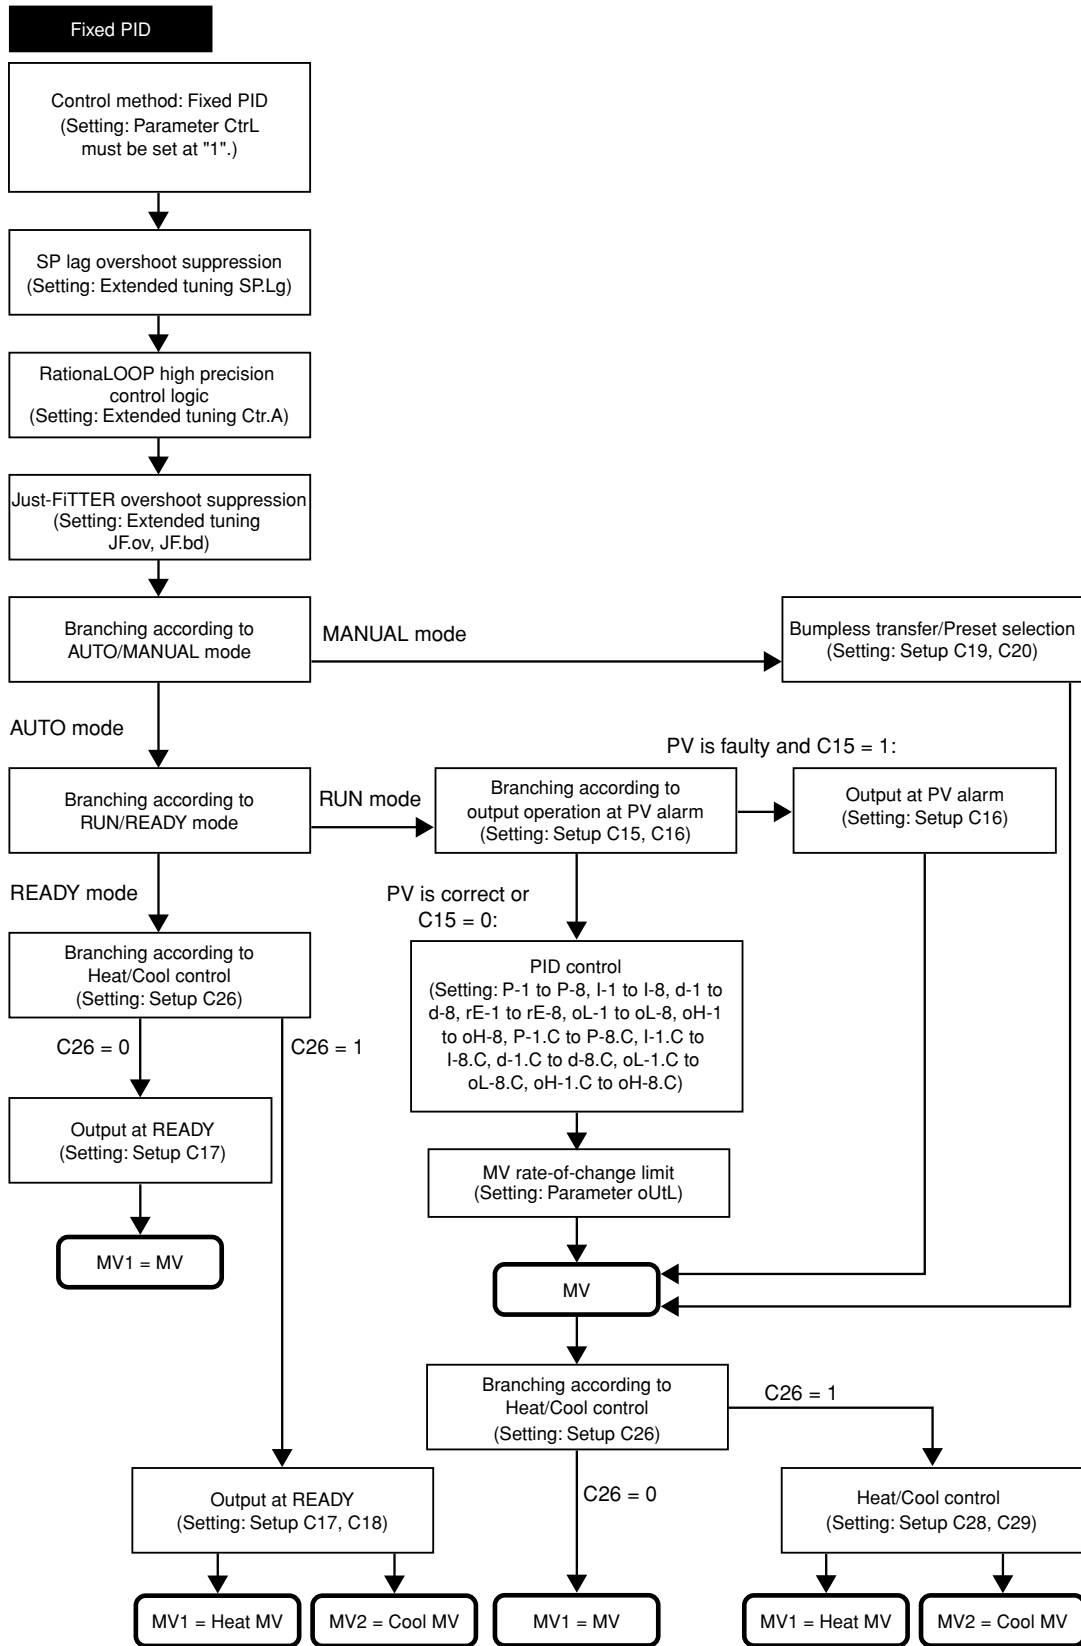 Fixed PID
Control method: Fixed PID
(Setting: Parameter CtrL
must be set at "1".)
SP lag overshoot suppression
(Setting: Extended tuning SP.Lg)
RationaLOOP high precision
control logic
(Setting: Extended tuning Ctr.A)
Just-FiTTER overshoot suppression
(Setting: Extended tuning
JF.ov, JF.bd)
Branching according to
AUTO/MANUAL mode
MANUAL mode
Bumpless transfer/Preset selection
(Setting: Setup C19, C20)
AUTO mode
PV is faulty and C15 = 1:
Branching according to
RUN/READY mode
RUN mode
Branching according to
output operation at PV alarm
(Setting: Setup C15, C16)
Output at PV alarm
(Setting: Setup C16)
READY mode
PV is correct or
C15 = 0:
Branching according to
Heat/Cool control
(Setting: Setup C26)
PID control
(Setting: P-1 to P-8, I-1 to I-8, d-1 to
d-8, rE-1 to rE-8, oL-1 to oL-8, oH-1
to oH-8, P-1.C to P-8.C, I-1.C to
I-8.C, d-1.C to d-8.C, oL-1.C to
oL-8.C, oH-1.C to oH-8.C)
C26 = 0
C26 = 1
Output at READY
(Setting: Setup C17)
MV rate-of-change limit
(Setting: Parameter oUtL)
MV1 = MV
MV
Branching according to
Heat/Cool control
(Setting: Setup C26)
C26 = 1
C26 = 0
Output at READY
(Setting: Setup C17, C18)
Heat/Cool control
(Setting: Setup C28, C29)
MV1 = Heat MV
MV2 = Cool MV
MV1 = MV
MV1 = Heat MV
MV2 = Cool MV